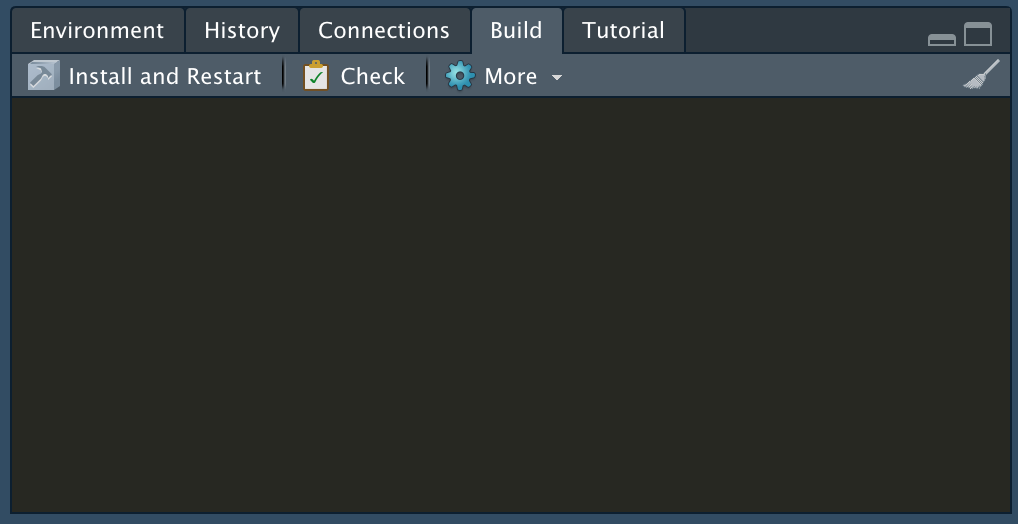 Environment History Connections Build Tutorial
Install and Restart Check More